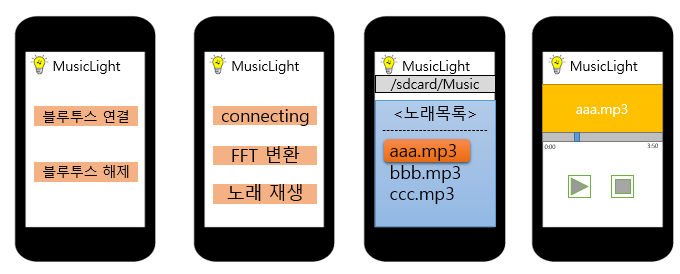 MusicLight
블루투스 연결
블루투스 해제
MusicLight
connecting
FFT 변환
노래 재생
MusicLight
/sdcard/Music
<노래목록>
--------------------
aaa.mp3
bbb.mp3
ccc.mp3
MusicLight
aaa.mp3
0:00 3:50